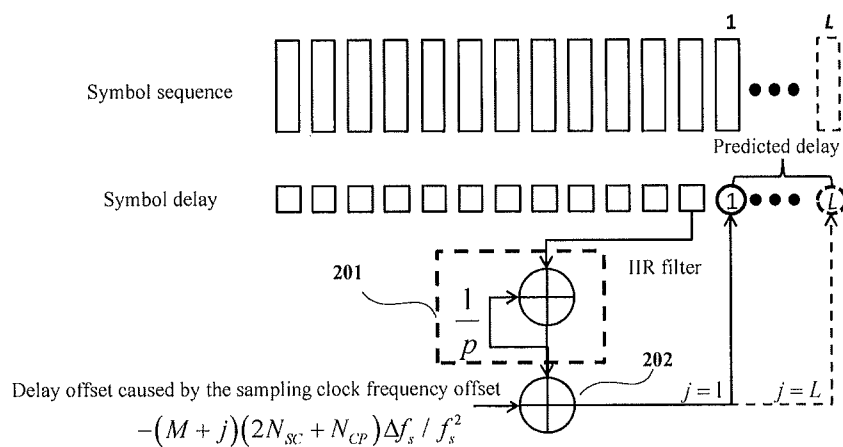 1 L
Symbol sequence
Predicted delay
Symbol delay
1 L
201
IIR filter
1/p
202
Delay offset caused by the sampling clock frequency offset
j = 1 j = L
−(M + j)(2N_SC + N_CP)Δf_s / f_s^2